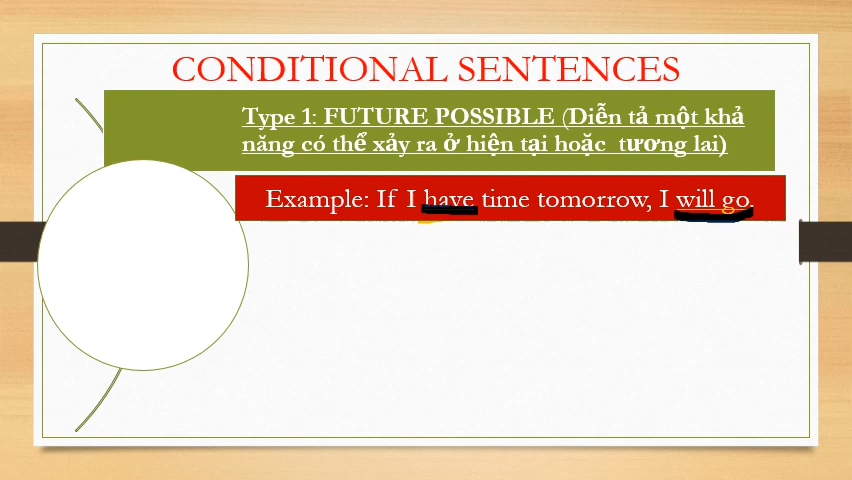 CONDITIONAL SENTENCES
Type 1: FUTURE POSSIBLE (Diễn tả một khả
năng có thể xảy ra ở hiện tại hoặc tương lai)
Example: If I have time tomorrow, I will go.